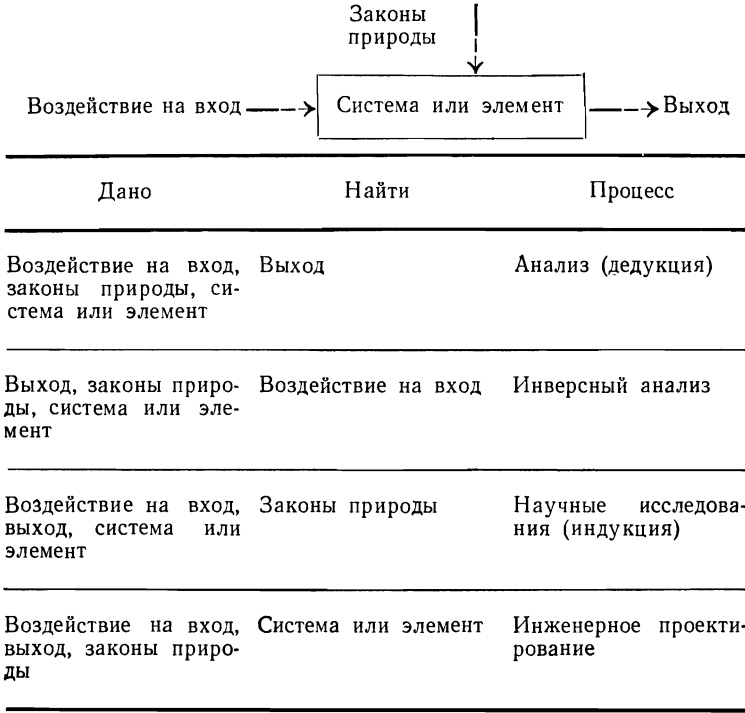 Законы
природы
Воздействие на вход Система или элемент Выход
Дано Найти Процесс
Воздействие на вход, Выход Анализ (дедукция)
законы природы, си-
стема или элемент
Выход, законы приро- Воздействие на вход Инверсный анализ
ды, система или эле-
мент
Воздействие на вход, Законы природы Научные исследова-
выход, система или ния (индукция)
элемент
Воздействие на вход, Система или элемент Инженерное проекти-
выход, законы приро- рование
ды